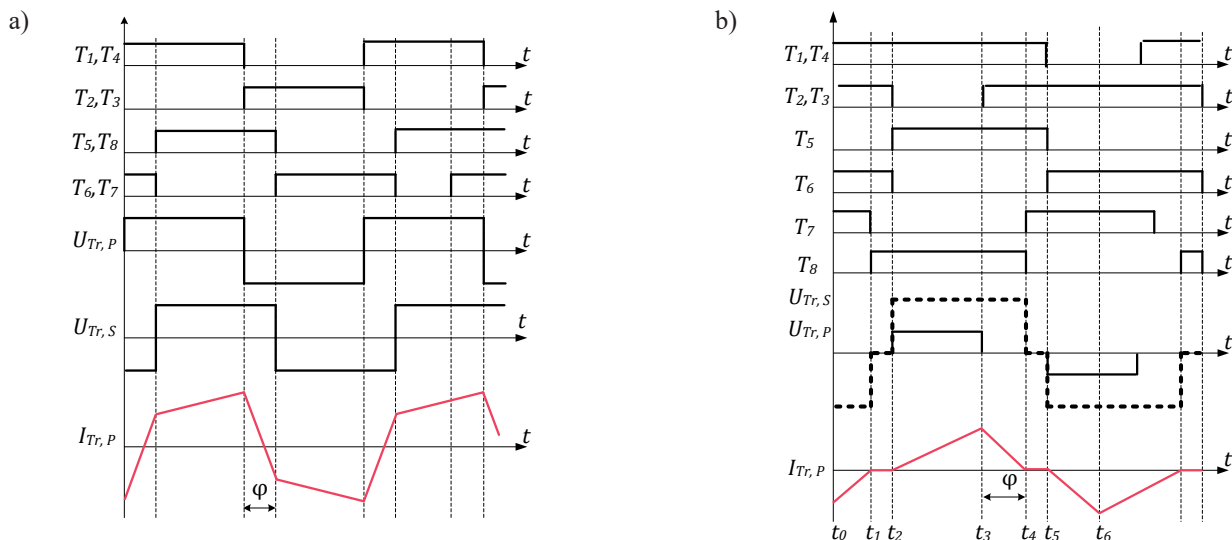 a)
T1,T4
t
T2,T3
t
T5,T8
t
T6,T7
t
UTr, P
t
UTr, S
t
ITr, P
t
φ
b)
T1,T4
t
T2,T3
t
T5
t
T6
t
T7
t
T8
t
UTr, S
UTr, P
t
ITr, P
t
φ
t0 t1 t2 t3 t4 t5 t6